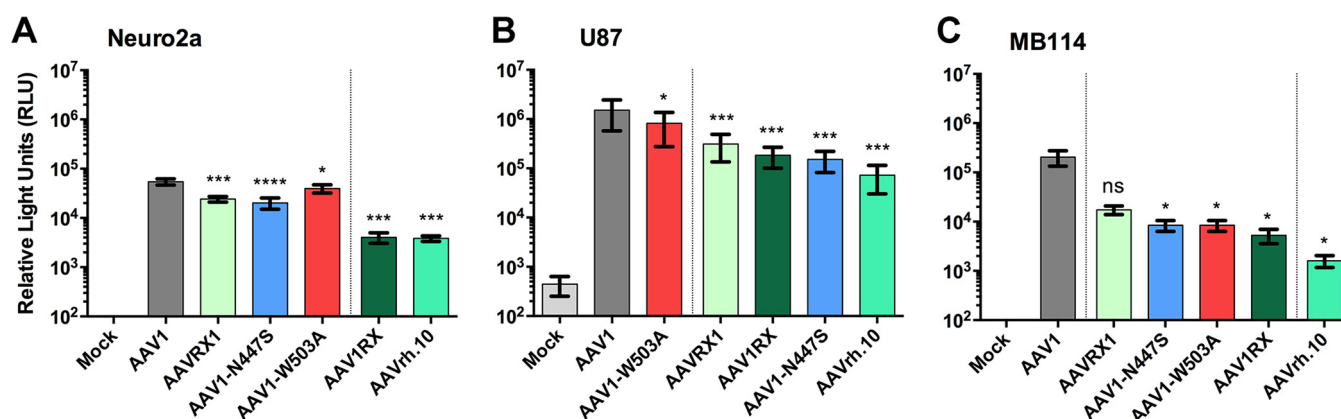 A Neuro2a
Relative Light Units (RLU)
10⁷
10⁶
10⁵
10⁴
10³
10²
***
****
*
***
***
Mock
AAV1
AAVRX1
AAV1-N447S
AAV1-W503A
AAV1RX
AAVrh.10
B U87
10⁷
10⁶
10⁵
10⁴
10³
10²
*
***
***
***
***
Mock
AAV1
AAV1-W503A
AAVRX1
AAV1RX
AAV1-N447S
AAVrh.10
C MB114
10⁷
10⁶
10⁵
10⁴
10³
10²
ns
*
*
*
*
Mock
AAV1
AAVRX1
AAV1-N447S
AAV1-W503A
AAV1RX
AAVrh.10